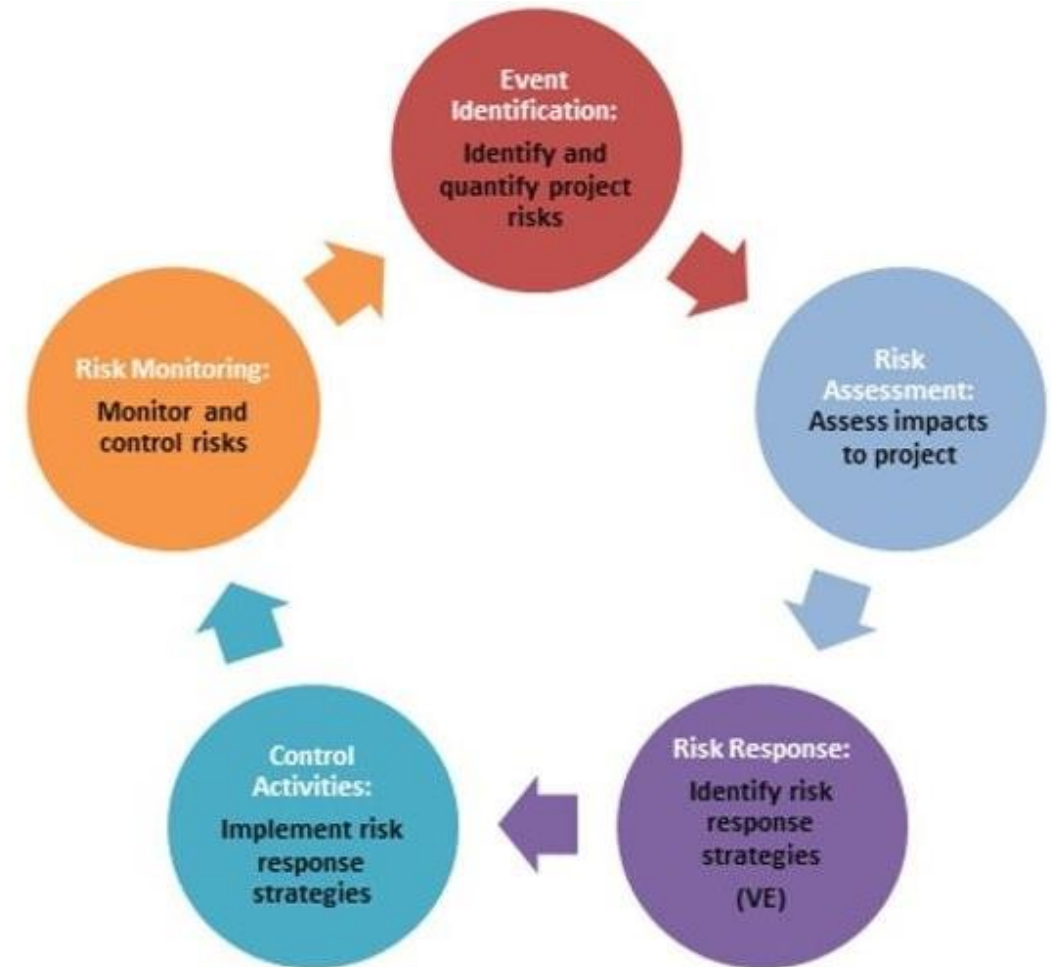 Event
Identification:
Identify and
quantify project
risks
Risk
Assessment:
Assess impacts
to project
Risk Response:
Identify risk
response
strategies
(VE)
Control
Activities:
Implement risk
response
strategies
Risk Monitoring:
Monitor and
control risks